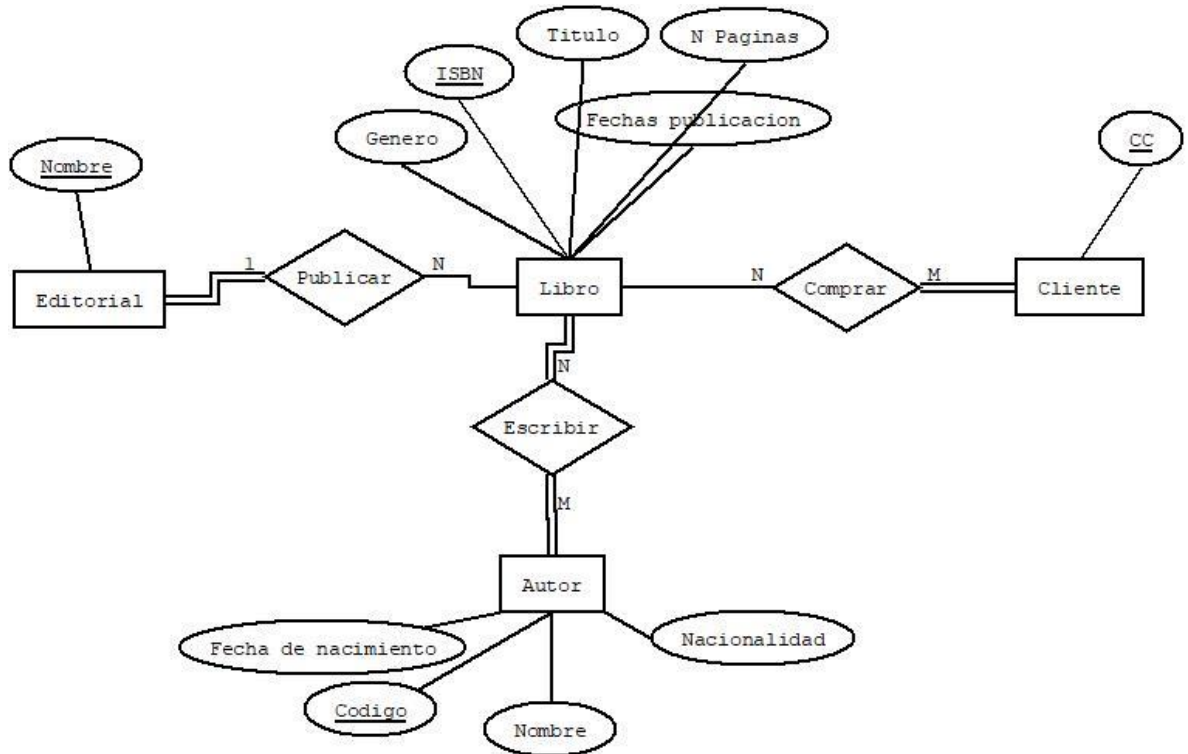 Titulo
N Paginas
ISBN
Fechas publicacion
Genero
CC
Nombre
1
Publicar
N
Editorial
Libro
N
Comprar
M
Cliente
N
Escribir
M
Autor
Fecha de nacimiento
Nacionalidad
Codigo
Nombre